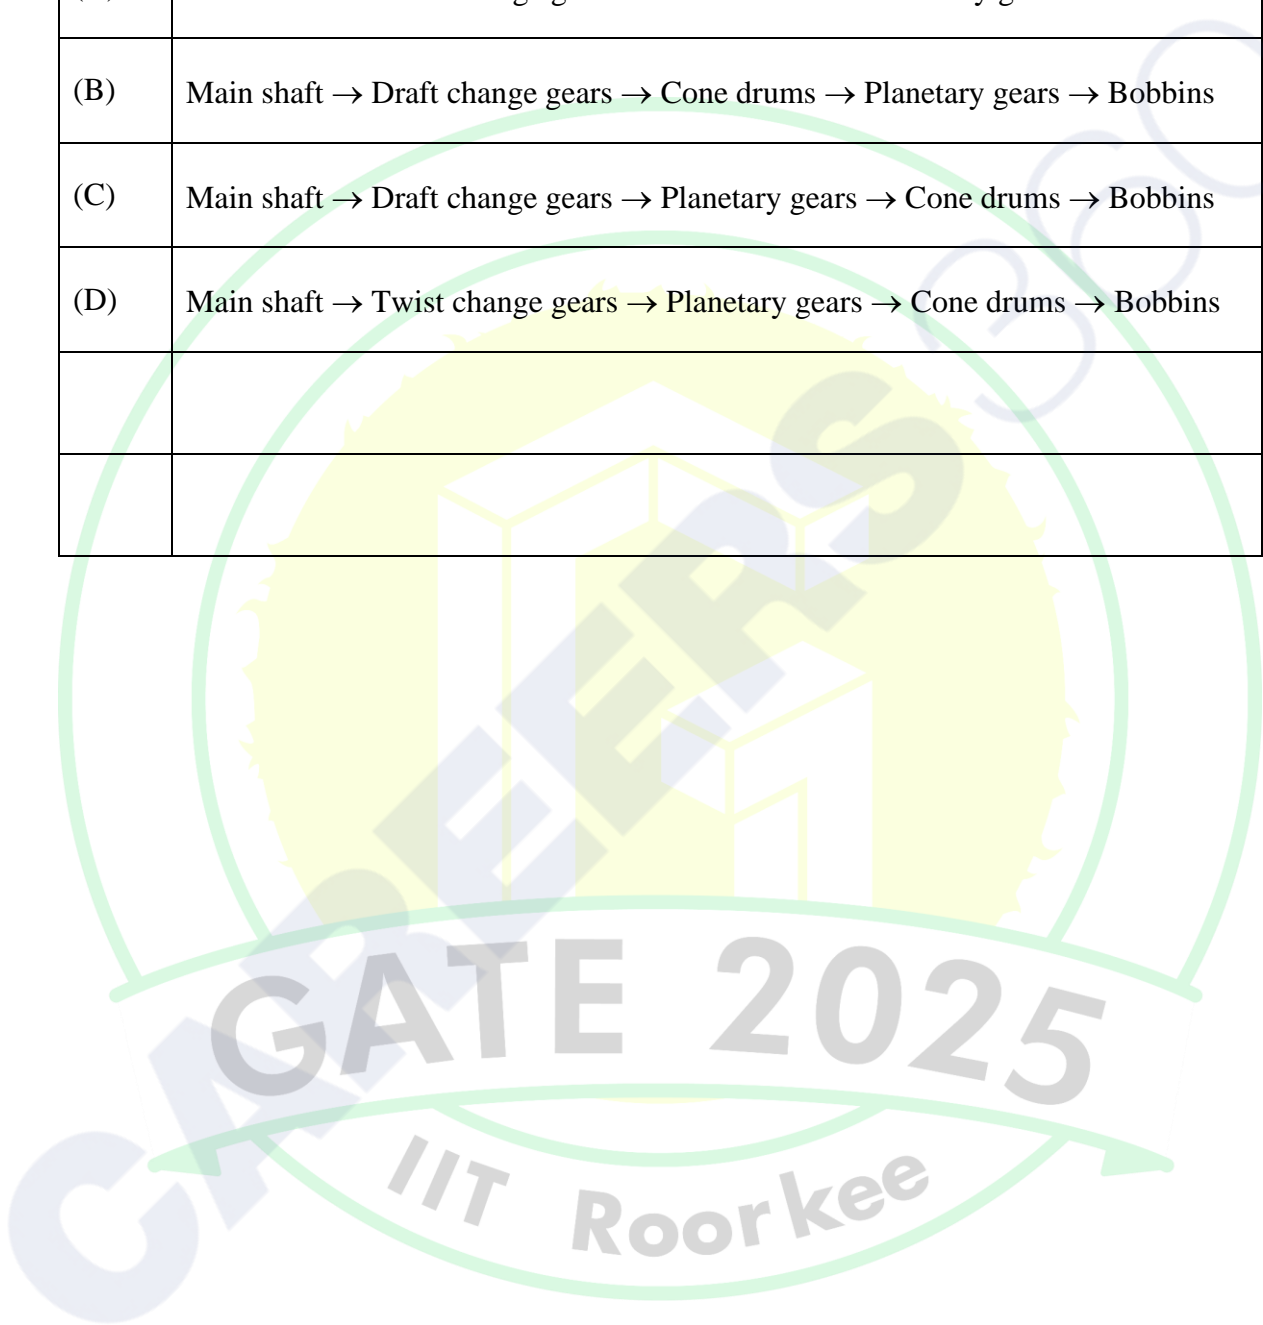 (B) Main shaft → Draft change gears → Cone drums → Planetary gears → Bobbins
(C) Main shaft → Draft change gears → Planetary gears → Cone drums → Bobbins
(D) Main shaft → Twist change gears → Planetary gears → Cone drums → Bobbins
CAREERS360
GATE 2025
IIT Roorkee